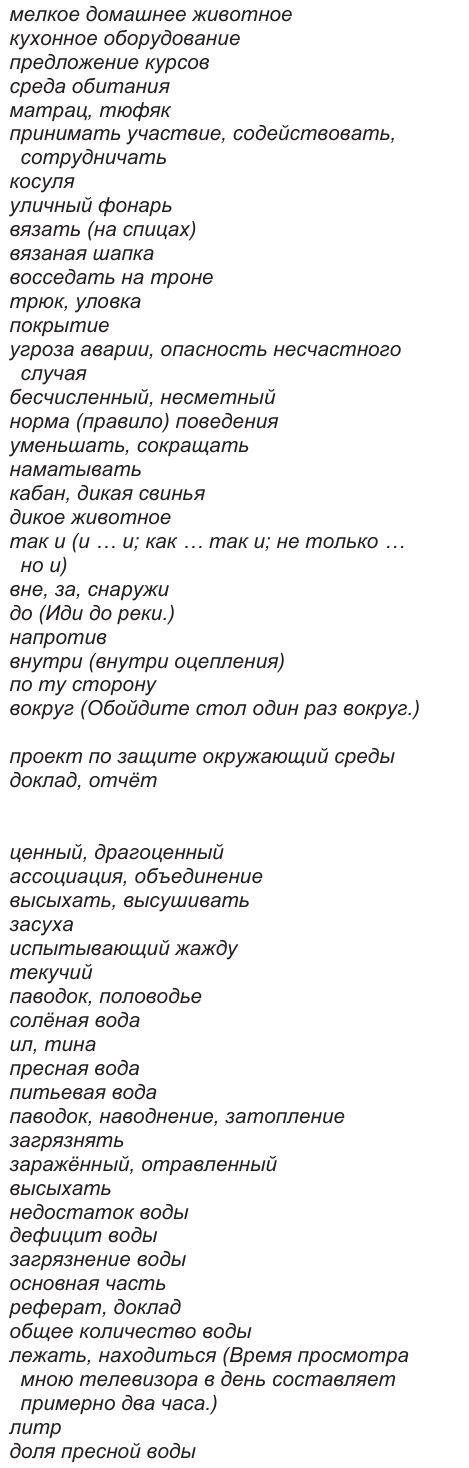 мелкое домашнее животное
кухонное оборудование
предложение курсов
среда обитания
матрац, тюфяк
принимать участие, содействовать,
сотрудничать
косуля
уличный фонарь
вязать (на спицах)
вязаная шапка
восседать на троне
трюк, уловка
покрытие
угроза аварии, опасность несчастного
случая
бесчисленный, несметный
норма (правило) поведения
уменьшать, сокращать
наматывать
кабан, дикая свинья
дикое животное
так и (и … и; как … так и; не только …
но и)
вне, за, снаружи
до (Иди до реки.)
напротив
внутри (внутри оцепления)
по ту сторону
вокруг (Обойдите стол один раз вокруг.)
проект по защите окружающий среды
доклад, отчёт
ценный, драгоценный
ассоциация, объединение
высыхать, высушивать
засуха
испытывающий жажду
текучий
паводок, половодье
солёная вода
ил, тина
пресная вода
питьевая вода
паводок, наводнение, затопление
загрязнять
заражённый, отравленный
высыхать
недостаток воды
дефицит воды
загрязнение воды
основная часть
реферат, доклад
общее количество воды
лежать, находиться (Время просмотра
мною телевизора в день составляет
примерно два часа.)
литр
доля пресной воды